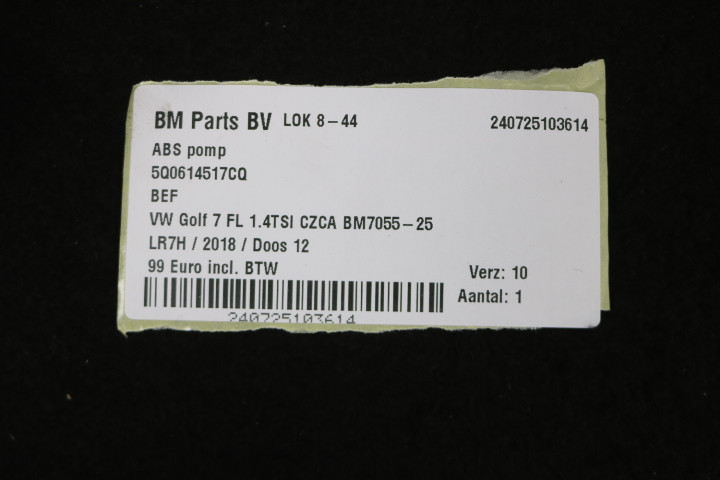 BM Parts BV LOK 8-44 240725103614
ABS pomp
5Q0614517CQ
BEF
VW Golf 7 FL 1.4TSI CZCA BM7055-25
LR7H / 2018 / Doos 12
99 Euro incl. BTW Verz: 10
Aantal: 1
240725103614